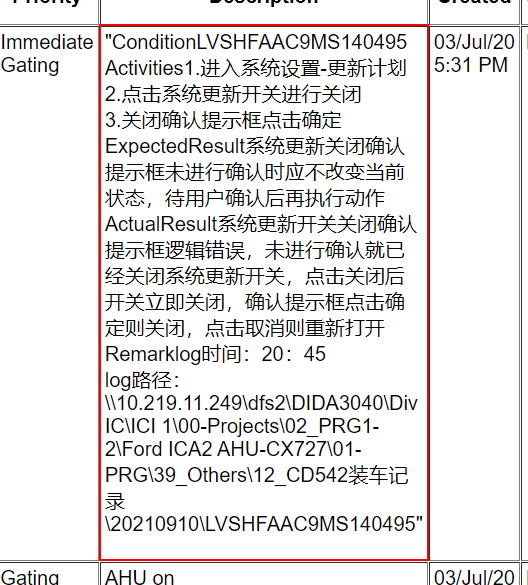 Priority Description Created
Immediate
Gating
"ConditionLVSHFAAC9MS140495
Activities1.进入系统设置-更新计划
2.点击系统更新开关进行关闭
3.关闭确认提示框点击确定
ExpectedResult系统更新关闭确认
提示框未进行确认时应不改变当前
状态，待用户确认后再执行动作
ActualResult系统更新开关关闭确认
提示框逻辑错误，未进行确认就已
经关闭系统更新开关，点击关闭后
开关立即关闭，确认提示框点击确
定则关闭，点击取消则重新打开
Remarklog时间：20：45
log路径：
\\10.219.11.249\dfs2\DIDA3040\Div
IC\ICI 1\00-Projects\02_PRG1-
2\Ford ICA2 AHU-CX727\01-
PRG\39_Others\12_CD542装车记
录
\20210910\LVSHFAAC9MS140495"
03/Jul/20
5:31 PM
Gating
AHU on
03/Jul/20